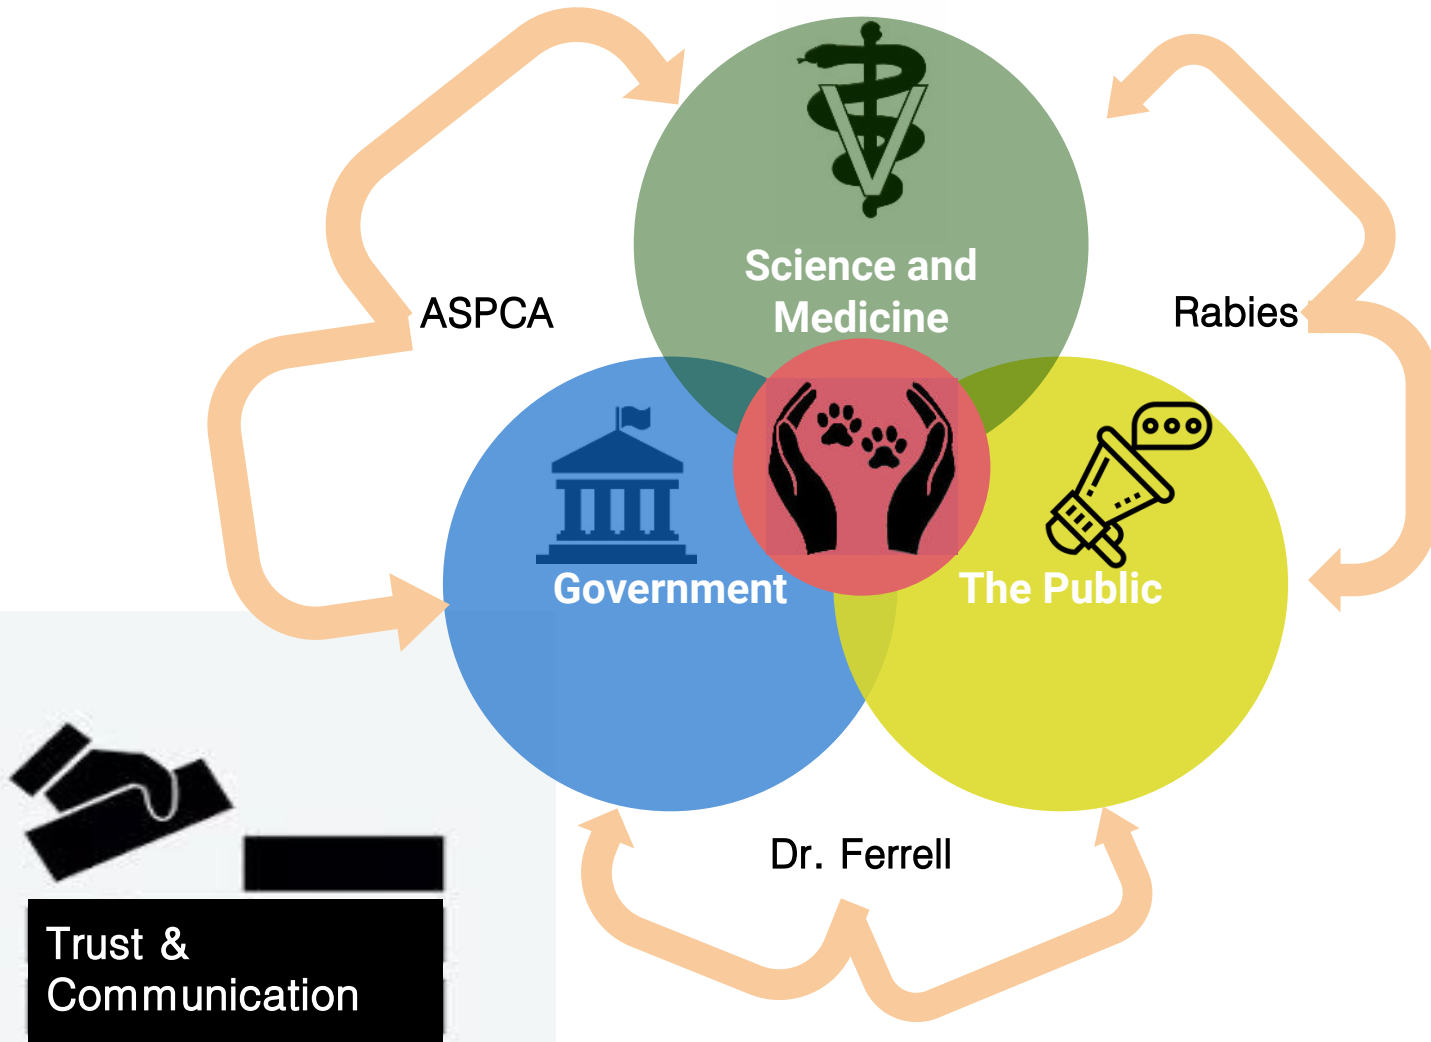 Science and
Medicine
ASPCA
Rabies
Government
The Public
Dr. Ferrell
Trust &
Communication